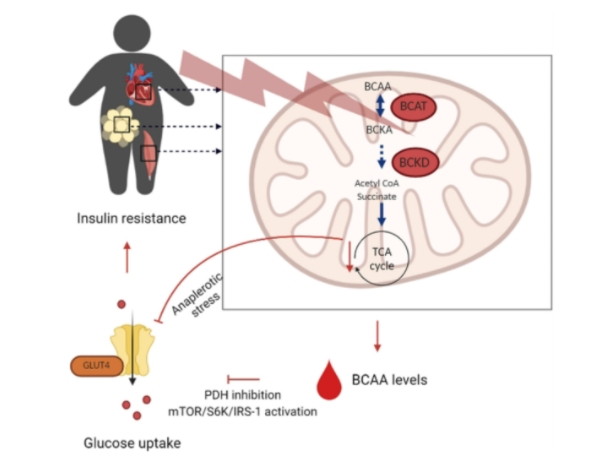 BCAA
BCAT
BCKA
BCKD
Acetyl CoA
Succinate
TCA
cycle
Insulin resistance
Anaplerotic
stress
GLUT4
BCAA levels
PDH inhibition
mTOR/S6K/IRS-1 activation
Glucose uptake